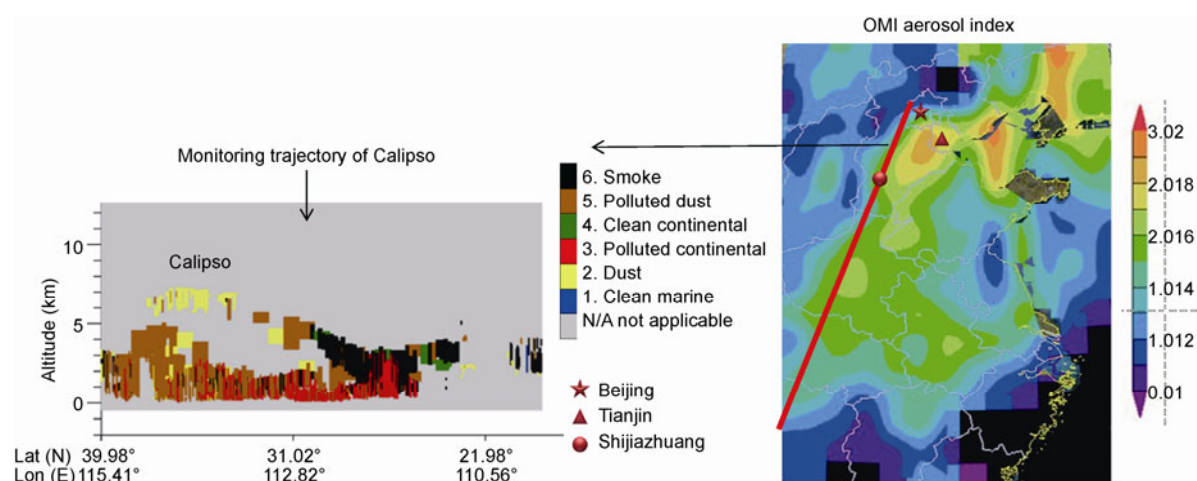 OMI aerosol index
Monitoring trajectory of Calipso
Calipso
Altitude (km)
10
5
0
Lat (N) 39.98° 31.02° 21.98°
Lon (E) 115.41° 112.82° 110.56°
6. Smoke
5. Polluted dust
4. Clean continental
3. Polluted continental
2. Dust
1. Clean marine
N/A not applicable
Beijing
Tianjin
Shijiazhuang
3.02
2.018
2.016
1.014
1.012
0.01